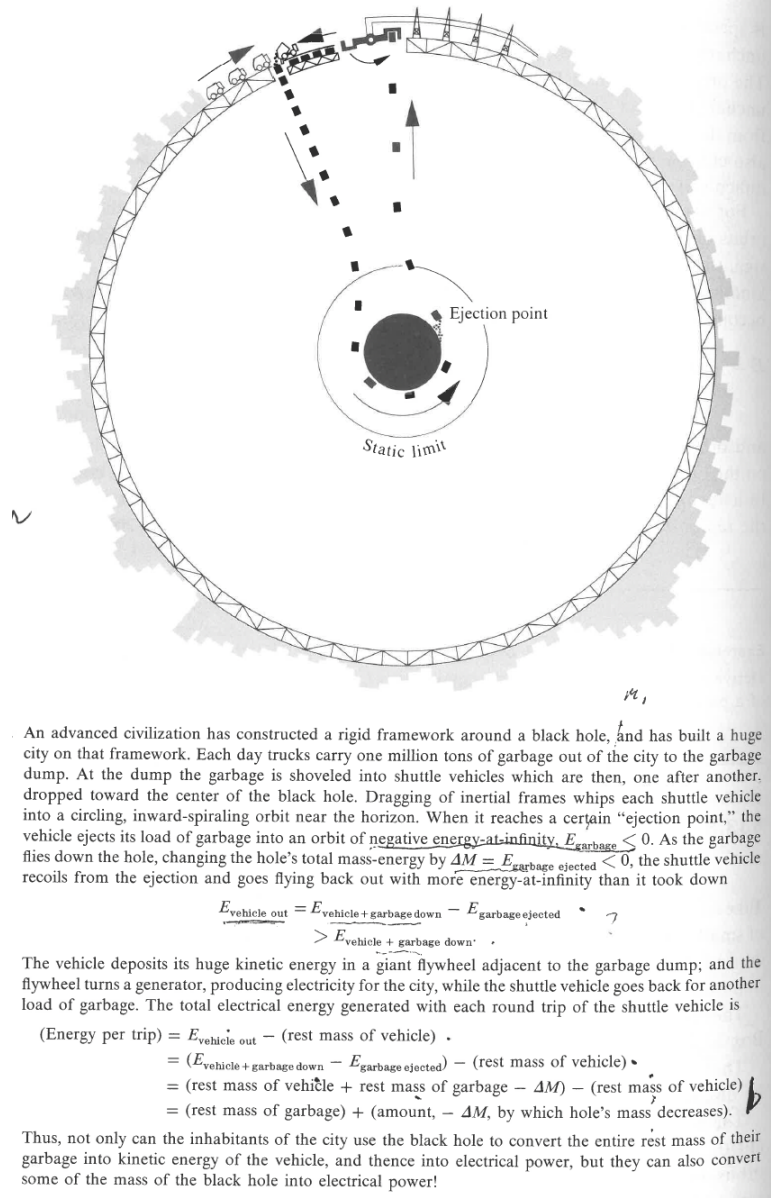 Ejection point
Static limit
m,
An advanced civilization has constructed a rigid framework around a black hole, and has built a huge
city on that framework. Each day trucks carry one million tons of garbage out of the city to the garbage
dump. At the dump the garbage is shoveled into shuttle vehicles which are then, one after another,
dropped toward the center of the black hole. Dragging of inertial frames whips each shuttle vehicle
into a circling, inward-spiraling orbit near the horizon. When it reaches a certain "ejection point," the
vehicle ejects its load of garbage into an orbit of negative energy-at-infinity, E_garbage < 0. As the garbage
flies down the hole, changing the hole's total mass-energy by ΔM = E_garbage ejected < 0, the shuttle vehicle
recoils from the ejection and goes flying back out with more energy-at-infinity than it took down
E_vehicle out = E_vehicle + garbage down − E_garbage ejected ?
> E_vehicle + garbage down.
The vehicle deposits its huge kinetic energy in a giant flywheel adjacent to the garbage dump; and the
flywheel turns a generator, producing electricity for the city, while the shuttle vehicle goes back for another
load of garbage. The total electrical energy generated with each round trip of the shuttle vehicle is
(Energy per trip) = E_vehicle out − (rest mass of vehicle)
= (E_vehicle + garbage down − E_garbage ejected) − (rest mass of vehicle)
= (rest mass of vehicle + rest mass of garbage − ΔM) − (rest mass of vehicle)
= (rest mass of garbage) + (amount, − ΔM, by which hole's mass decreases).
Thus, not only can the inhabitants of the city use the black hole to convert the entire rest mass of their
garbage into kinetic energy of the vehicle, and thence into electrical power, but they can also convert
some of the mass of the black hole into electrical power!